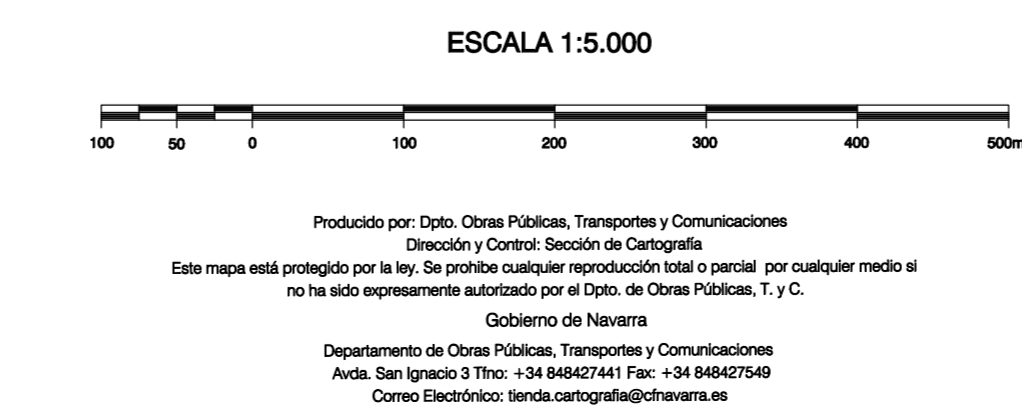 ESCALA 1:5.000
100 50 0 100 200 300 400 500m
Producido por: Dpto. Obras Públicas, Transportes y Comunicaciones
Dirección y Control: Sección de Cartografía
Este mapa está protegido por la ley. Se prohibe cualquier reproducción total o parcial por cualquier medio si
no ha sido expresamente autorizado por el Dpto. de Obras Públicas, T. y C.
Gobierno de Navarra
Departamento de Obras Públicas, Transportes y Comunicaciones
Avda. San Ignacio 3 Tfno: +34 848427441 Fax: +34 848427549
Correo Electrónico: tienda.cartografia@cfnavarra.es